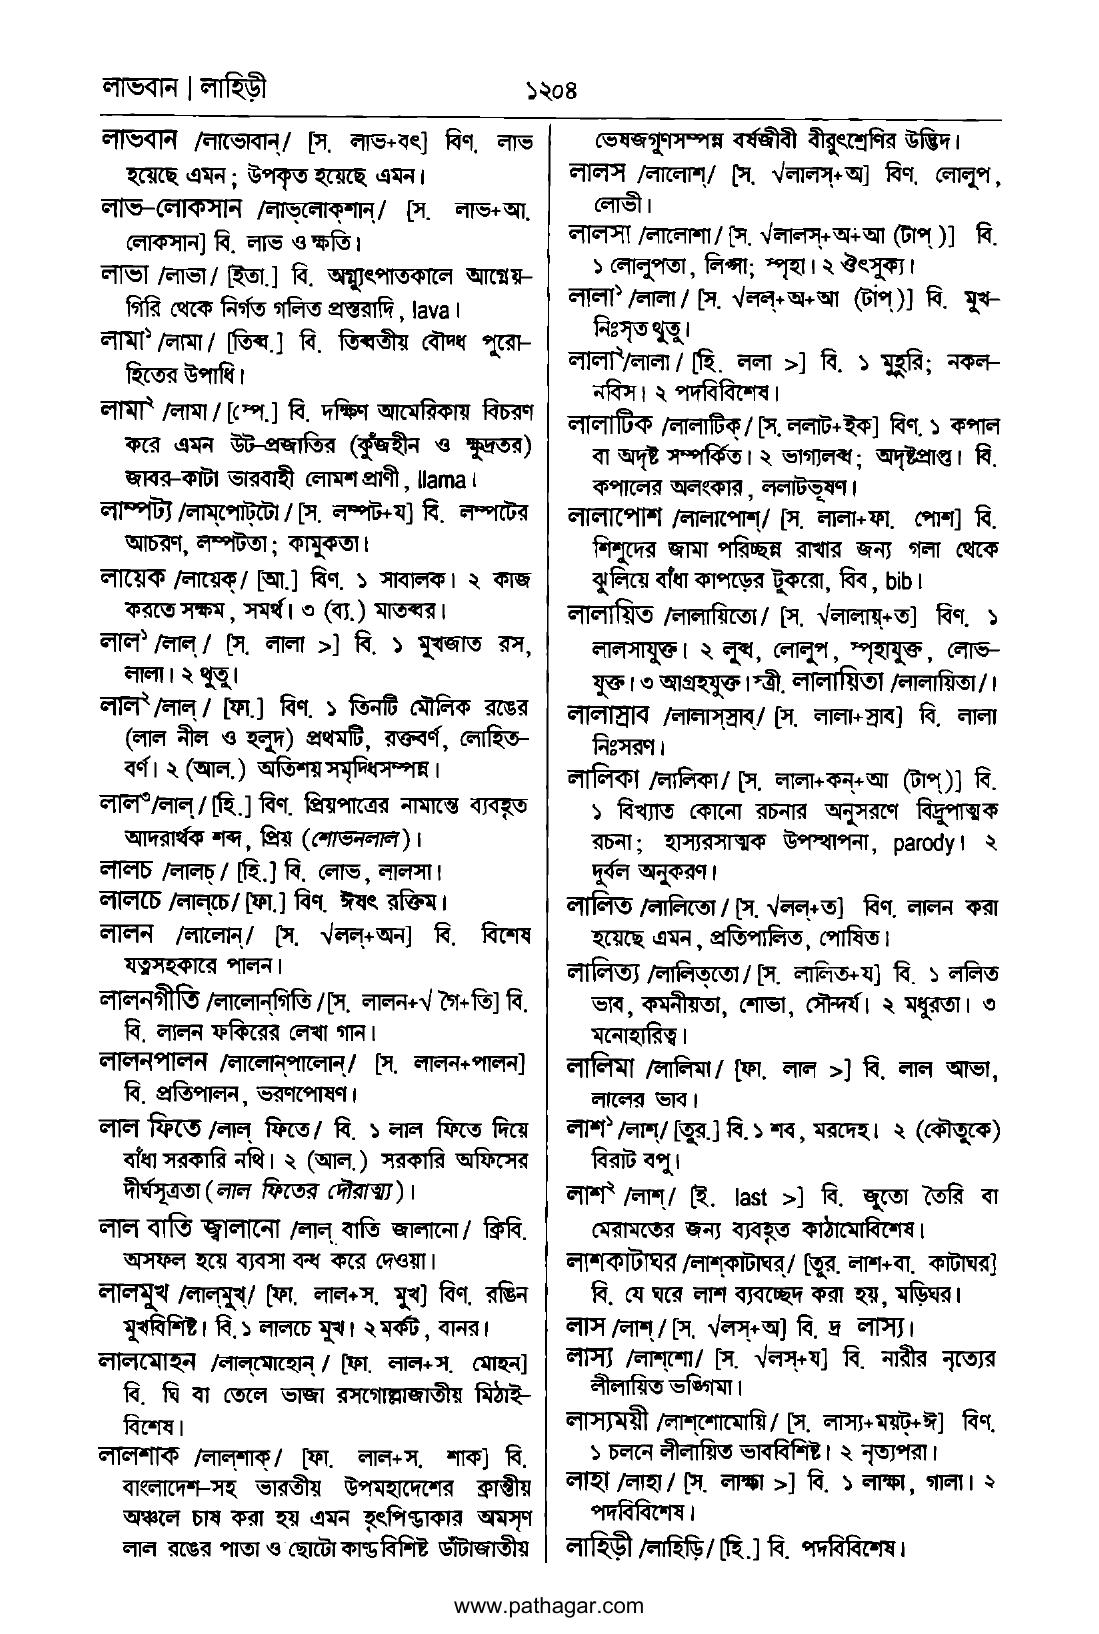 লাভবান | লাহিড়ী
১২০৪
লাভবান /লাভোবান্/ [স. লাভ+বৎ] বিণ. লাভ
হয়েছে এমন; উপকৃত হয়েছে এমন।
লাভ-লোকসান /লাভ্‌লোক্‌শান্/ [স. লাভ+আ.
লোকসান] বি. লাভ ও ক্ষতি।
লাভা /লাভা/ [ইতা.] বি. অগ্ন্যুৎপাতকালে আগ্নেয়-
গিরি থেকে নির্গত গলিত প্রস্তরাদি, lava।
লামা১ /লামা/ [তিব্ব.] বি. তিব্বতীয় বৌদ্ধ পুরো-
হিতের উপাধি।
লামা২ /লামা/ [স্পে.] বি. দক্ষিণ আমেরিকায় বিচরণ
করে এমন উট-প্রজাতির (কুঁজহীন ও ক্ষুদ্রতর)
জাবর-কাটা ভারবাহী লোমশ প্রাণী, llama।
লাম্পট্য /লাম্‌পোট্‌টো/ [স. লম্পট+য] বি. লম্পটের
আচরণ, লম্পটতা; কামুকতা।
লায়েক /লায়েক্/ [আ.] বিণ. ১ সাবালক। ২ কাজ
করতে সক্ষম, সমর্থ। ৩ (ব্য.) মাতব্বর।
লাল১ /লাল্/ [স. লালা >] বি. ১ মুখজাত রস,
লালা। ২ থুতু।
লাল২ /লাল্/ [ফা.] বিণ. ১ তিনটি মৌলিক রঙের
(লাল নীল ও হলুদ) প্রথমটি, রক্তবর্ণ, লোহিত-
বর্ণ। ২ (আল.) অতিশয় সমৃদ্ধিসম্পন্ন।
লাল৩ /লাল্/ [হি.] বিণ. প্রিয়পাত্রের নামান্তে ব্যবহৃত
আদরার্থক শব্দ, প্রিয় (শোভনলাল)।
লালচ /লালচ্/ [হি.] বি. লোভ, লালসা।
লালচে /লাল্‌চে/ [ফা.] বিণ. ঈষৎ রক্তিম।
লালন /লালোন্/ [স. √লল্+অন] বি. বিশেষ
যত্নসহকারে পালন।
লালনগীতি /লালোন্‌গিতি/ [স. লালন+√ গৈ+তি] বি.
বি. লালন ফকিরের লেখা গান।
লালনপালন /লালোন্‌পালোন্/ [স. লালন+পালন]
বি. প্রতিপালন, ভরণপোষণ।
লাল ফিতে /লাল্ ফিতে/ বি. ১ লাল ফিতে দিয়ে
বাঁধা সরকারি নথি। ২ (আল.) সরকারি অফিসের
দীর্ঘসূত্রতা (লাল ফিতের দৌরাত্ম্য)।
লাল বাতি জ্বালানো /লাল্ বাতি জালানো/ ক্রিবি.
অসফল হয়ে ব্যবসা বন্ধ করে দেওয়া।
লালমুখ /লাল্‌মুখ্/ [ফা. লাল+স. মুখ] বিণ. রঙিন
মুখবিশিষ্ট। বি. ১ লালচে মুখ। ২ মর্কট, বানর।
লালমোহন /লাল্‌মোহোন্/ [ফা. লাল+স. মোহন]
বি. ঘি বা তেলে ভাজা রসগোল্লাজাতীয় মিঠাই-
বিশেষ।
লালশাক /লাল্‌শাক্/ [ফা. লাল+স. শাক] বি.
বাংলাদেশ-সহ ভারতীয় উপমহাদেশের ক্রান্তীয়
অঞ্চলে চাষ করা হয় এমন হৃৎপিণ্ডাকার অমসৃণ
লাল রঙের পাতা ও ছোটো কাণ্ডবিশিষ্ট ডাঁটাজাতীয়
ভেষজগুণসম্পন্ন বর্ষজীবী বীরুৎশ্রেণির উদ্ভিদ।
লালস /লালোশ্/ [স. √লালস্+অ] বিণ. লোলুপ,
লোভী।
লালসা /লালোশা/ [স. √লালস্+অ+আ (টাপ্)] বি.
১ লোলুপতা, লিপ্সা; স্পৃহা। ২ ঔৎসুক্য।
লালা১ /লালা/ [স. √লল্+অ+আ (টাপ্)] বি. মুখ-
নিঃসৃত থুতু।
লালা২ /লালা/ [হি. ললা >] বি. ১ মুহুরি; নকল-
নবিস। ২ পদবিবিশেষ।
লালাটিক /লালাটিক্/ [স. ললাট+ইক] বিণ. ১ কপাল
বা অদৃষ্ট সম্পর্কিত। ২ ভাগ্যলব্ধ; অদৃষ্টপ্রাপ্ত। বি.
কপালের অলংকার, ললাটভূষণ।
লালাপোশ /লালাপোশ্/ [স. লালা+ফা. পোশ] বি.
শিশুদের জামা পরিচ্ছন্ন রাখার জন্য গলা থেকে
ঝুলিয়ে বাঁধা কাপড়ের টুকরো, বিব, bib।
লালায়িত /লালায়িতো/ [স. √লালায়্+ত] বিণ. ১
লালসাযুক্ত। ২ লুব্ধ, লোলুপ, স্পৃহাযুক্ত, লোভ-
যুক্ত। ৩ আগ্রহযুক্ত। স্ত্রী. লালায়িতা /লালায়িতা/।
লালাস্রাব /লালাস্‌স্রাব্/ [স. লালা+স্রাব] বি. লালা
নিঃসরণ।
লালিকা /লালিকা/ [স. লালা+কন্+আ (টাপ্)] বি.
১ বিখ্যাত কোনো রচনার অনুসরণে বিদ্রূপাত্মক
রচনা; হাস্যরসাত্মক উপস্থাপনা, parody। ২
দুর্বল অনুকরণ।
লালিত /লালিতো/ [স. √লল্+ত] বিণ. লালন করা
হয়েছে এমন, প্রতিপালিত, পোষিত।
লালিত্য /লালিত্‌তো/ [স. ললিত+য] বি. ১ ললিত
ভাব, কমনীয়তা, শোভা, সৌন্দর্য। ২ মধুরতা। ৩
মনোহারিত্ব।
লালিমা /লালিমা/ [ফা. লাল >] বি. লাল আভা,
লালের ভাব।
লাশ১ /লাশ্/ [তুর.] বি. ১ শব, মরদেহ। ২ (কৌতুকে)
বিরাট বপু।
লাশ২ /লাশ্/ [ই. last >] বি. জুতো তৈরি বা
মেরামতের জন্য ব্যবহৃত কাঠামোবিশেষ।
লাশকাটাঘর /লাশ্‌কাটাঘর্/ [তুর. লাশ+বা. কাটাঘর]
বি. যে ঘরে লাশ ব্যবচ্ছেদ করা হয়, মড়িঘর।
লাস /লাশ্/ [স. √লস্+অ] বি. দ্র লাস্য।
লাস্য /লাশ্‌শো/ [স. √লস্+য] বি. নারীর নৃত্যের
লীলায়িত ভঙ্গিমা।
লাস্যময়ী /লাশ্‌শোমোয়ি/ [স. লাস্য+ময়ট্+ঈ] বিণ.
১ চলনে লীলায়িত ভাববিশিষ্ট। ২ নৃত্যপরা।
লাহা /লাহা/ [স. লাক্ষা >] বি. ১ লাক্ষা, গালা। ২
পদবিবিশেষ।
লাহিড়ী /লাহিড়ি/ [হি.] বি. পদবিবিশেষ।
www.pathagar.com